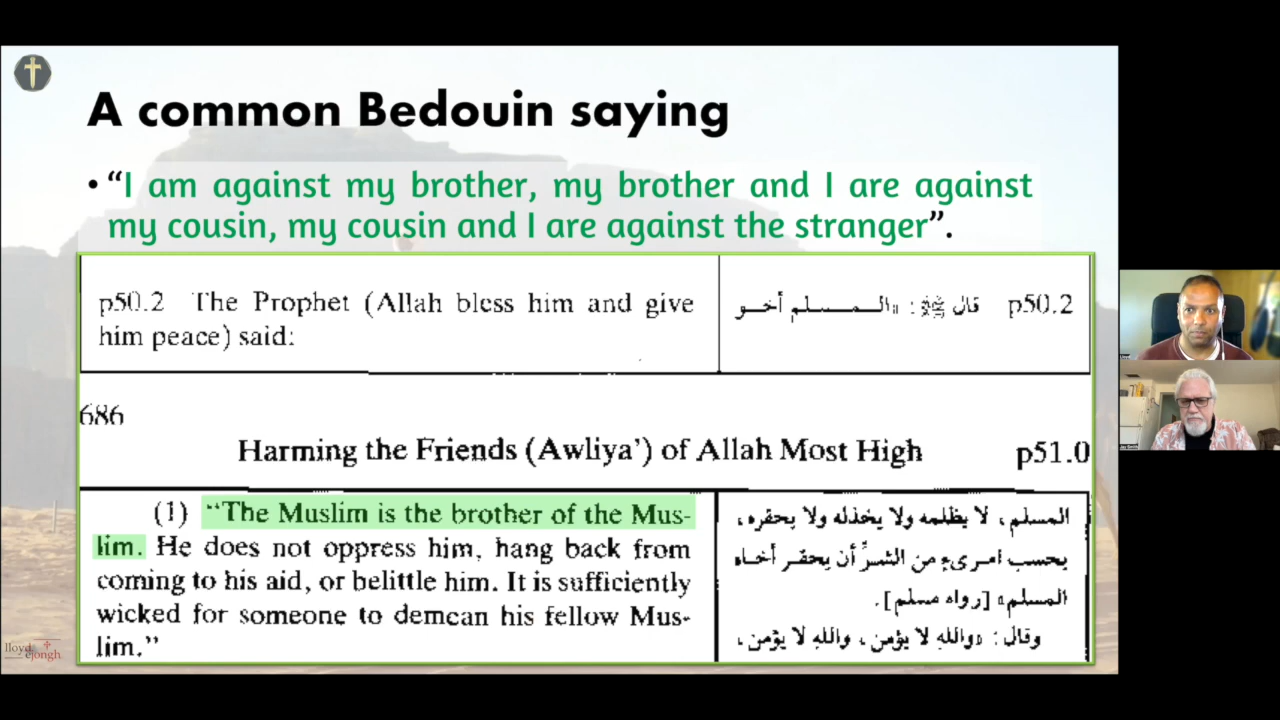 A common Bedouin saying
• “I am against my brother, my brother and I are against
my cousin, my cousin and I are against the stranger”.
p50.2 The Prophet (Allah bless him and give
him peace) said:
p50.2 قال ﷺ : «الـمـسـلم أخـو
686
Harming the Friends (Awliya’) of Allah Most High p51.0
(1) “The Muslim is the brother of the Mus-
lim. He does not oppress him, hang back from
coming to his aid, or belittle him. It is sufficiently
wicked for someone to demean his fellow Mus-
lim.”
المسلم، لا يظلمه ولا يخذله ولا يحقره،
بحسب امرىء من الشرِّ أن يحقر أخاه
المسلم» [رواه مسلم].
وقال: «والله لا يؤمن، والله لا يؤمن،
lloyd
ejongh
Lloyd